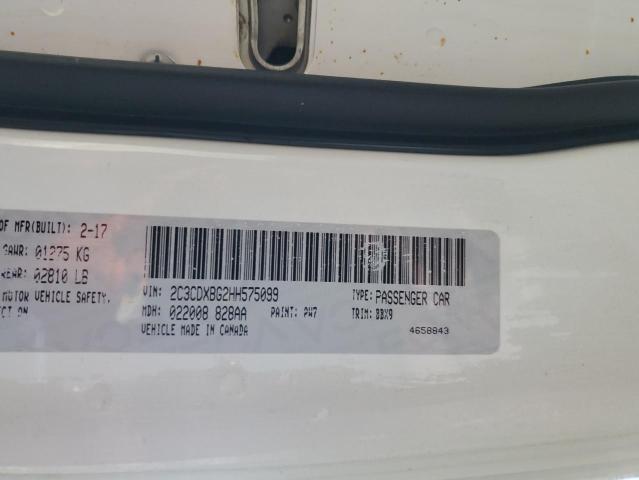 OF MFR(BUILT): 2-17
GAWR: 01275 KG
02810 LB
MOTOR VEHICLE SAFETY,
VIN: 2C3CDXBG2HH575099
TYPE: PASSENGER CAR
MDH: 022008 828AA PAINT: PW7 TRIM: BBX9
VEHICLE MADE IN CANADA
4658843